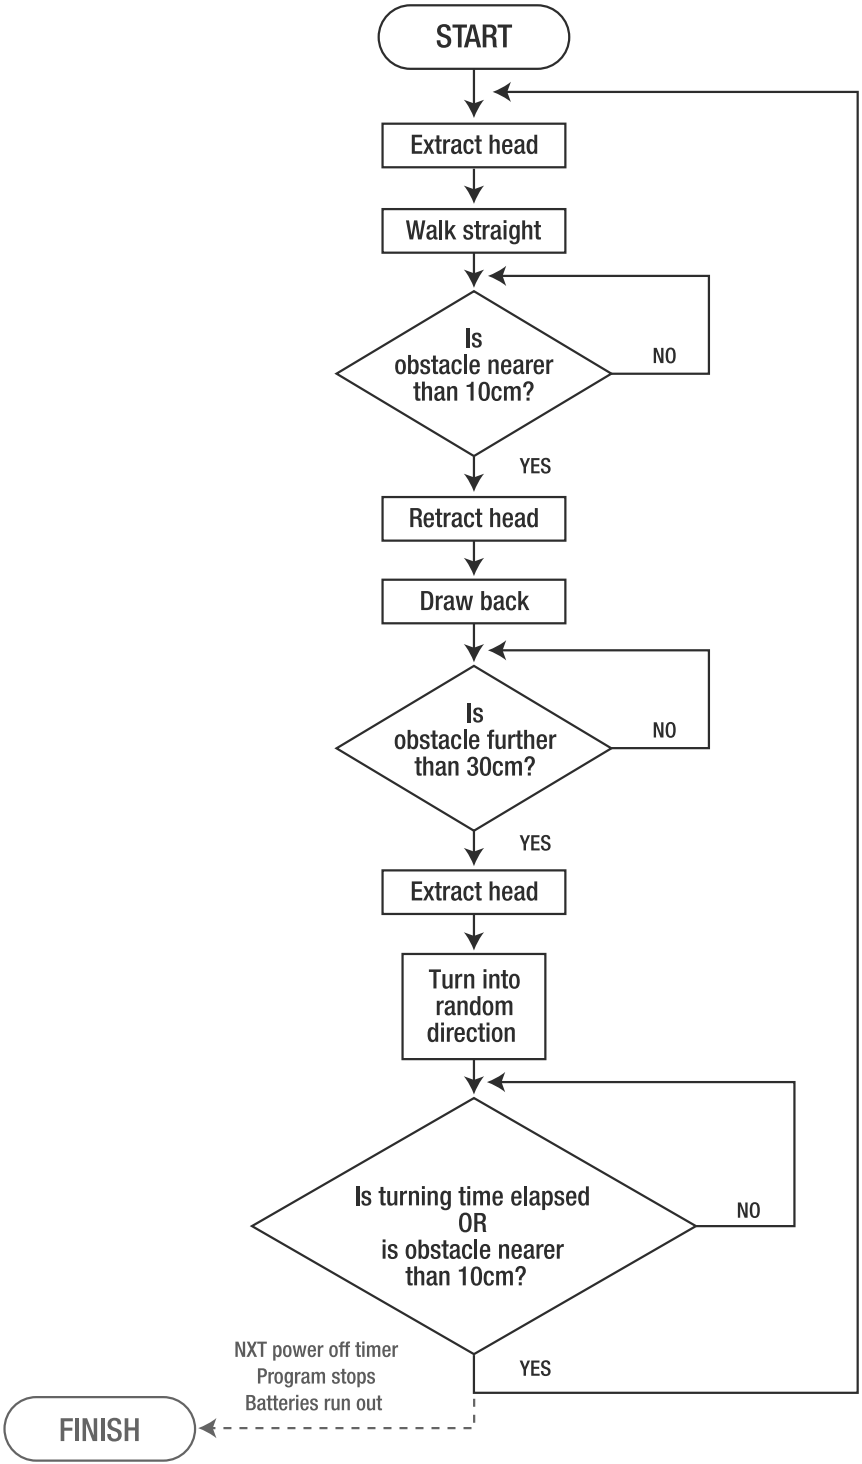 START
Extract head
Walk straight
Is
obstacle nearer
than 10cm?
NO
YES
Retract head
Draw back
Is
obstacle further
than 30cm?
NO
YES
Extract head
Turn into
random
direction
Is turning time elapsed
OR
is obstacle nearer
than 10cm?
NO
YES
NXT power off timer
Program stops
Batteries run out
FINISH